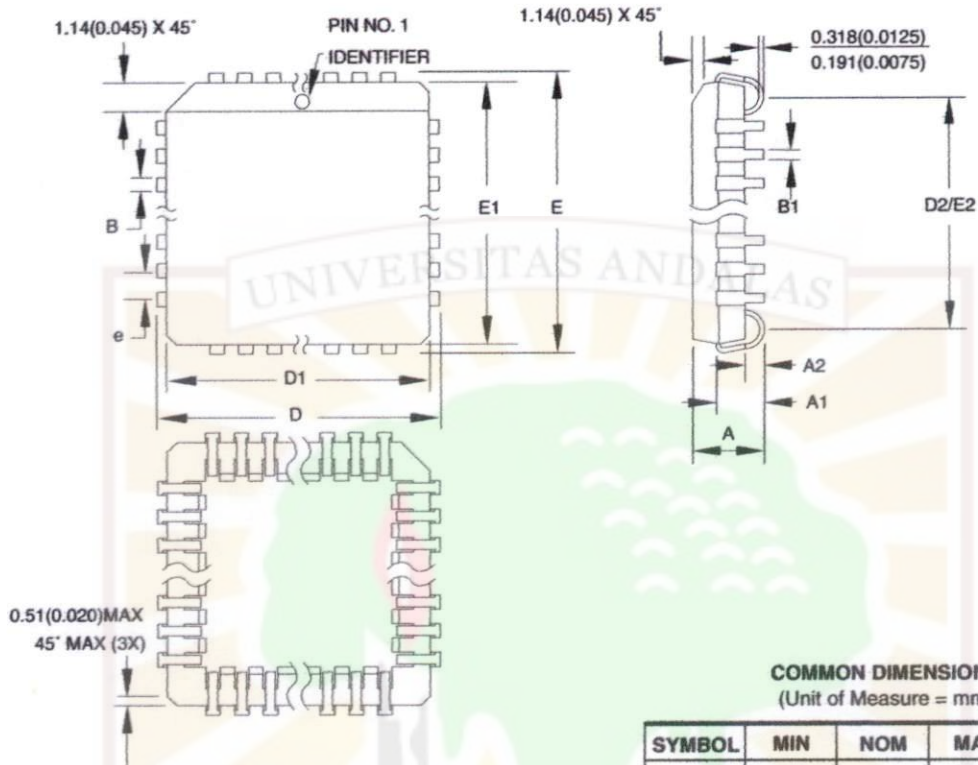 1.14(0.045) X 45°
PIN NO. 1
IDENTIFIER
1.14(0.045) X 45°
0.318(0.0125)
0.191(0.0075)
B
e
E1
E
B1
D2/E2
UNIVERSITAS ANDALAS
D1
D
A2
A1
A
0.51(0.020)MAX
45° MAX (3X)
COMMON DIMENSION
(Unit of Measure = mm
SYMBOL MIN NOM MA